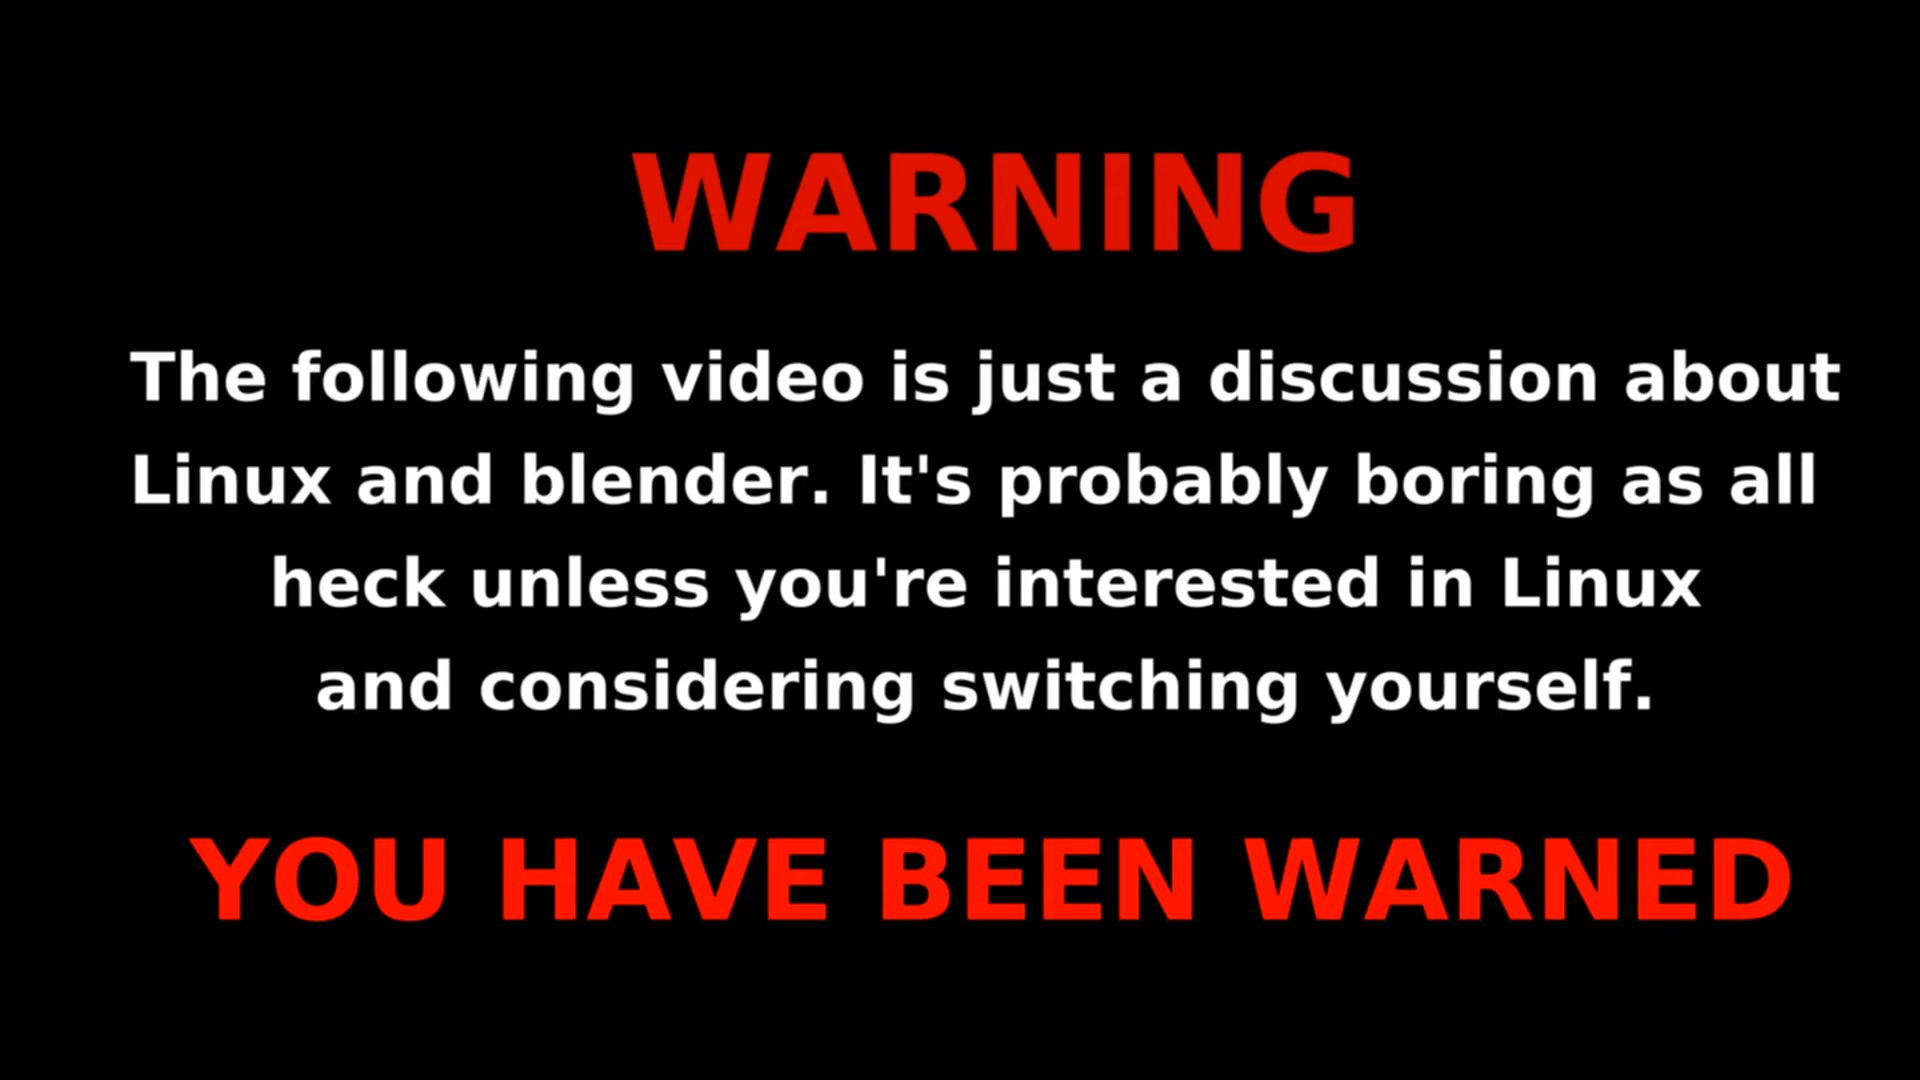 WARNING
The following video is just a discussion about
Linux and blender. It's probably boring as all
heck unless you're interested in Linux
and considering switching yourself.
YOU HAVE BEEN WARNED